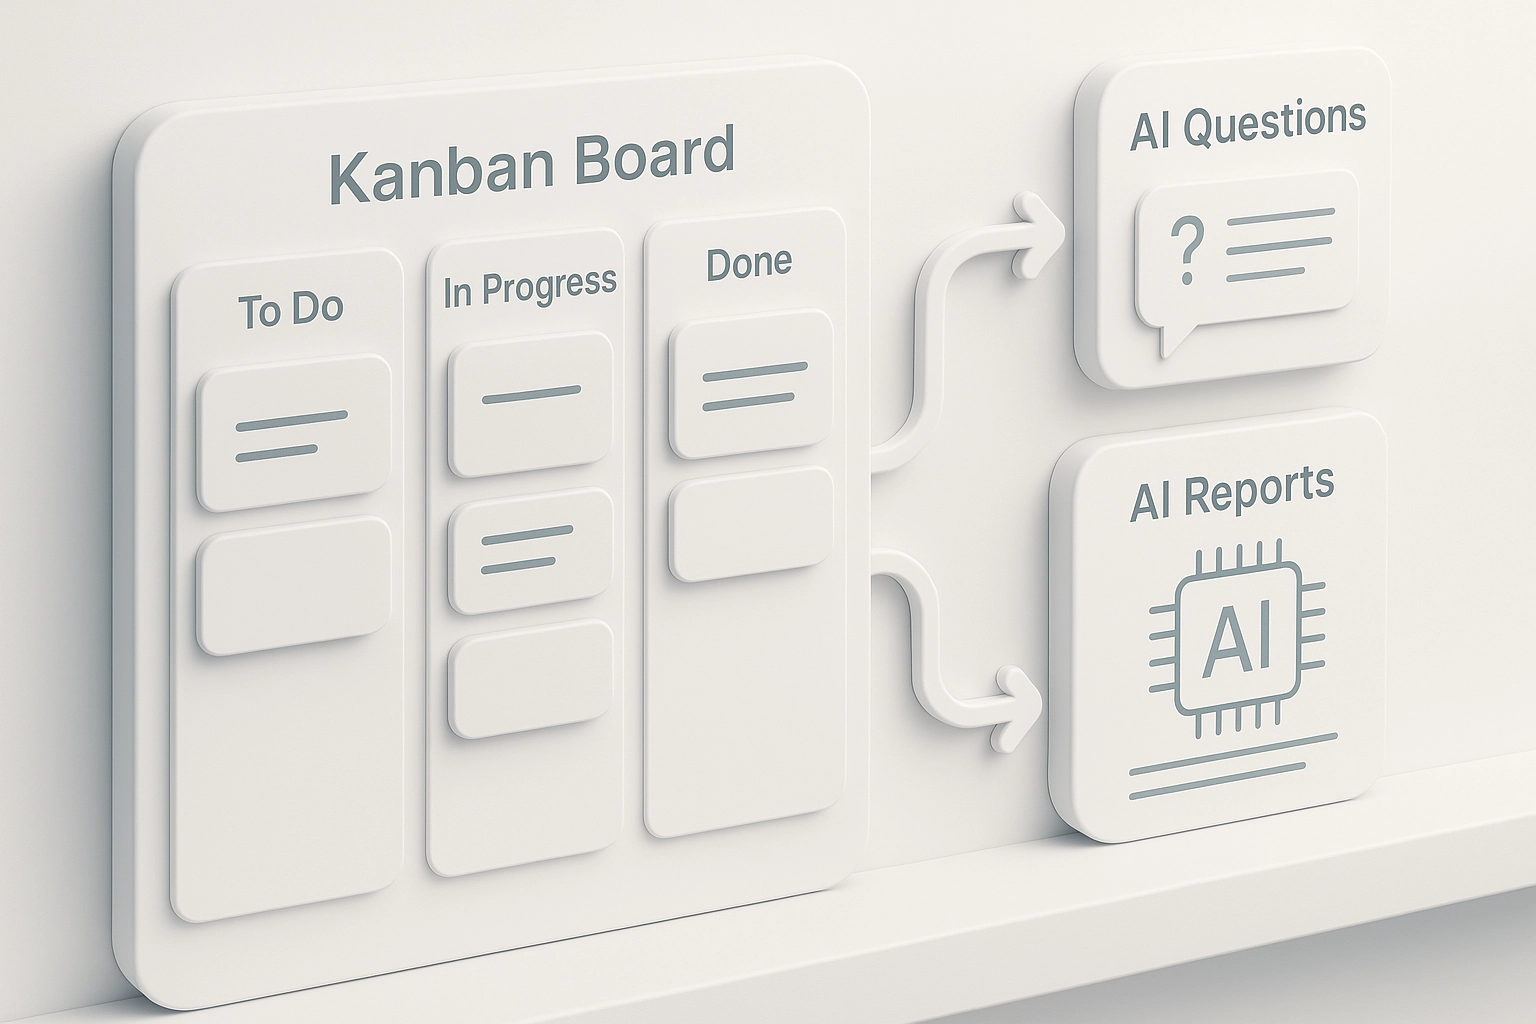 Kanban Board
To Do
In Progress
Done
AI Questions
?
AI Reports
AI